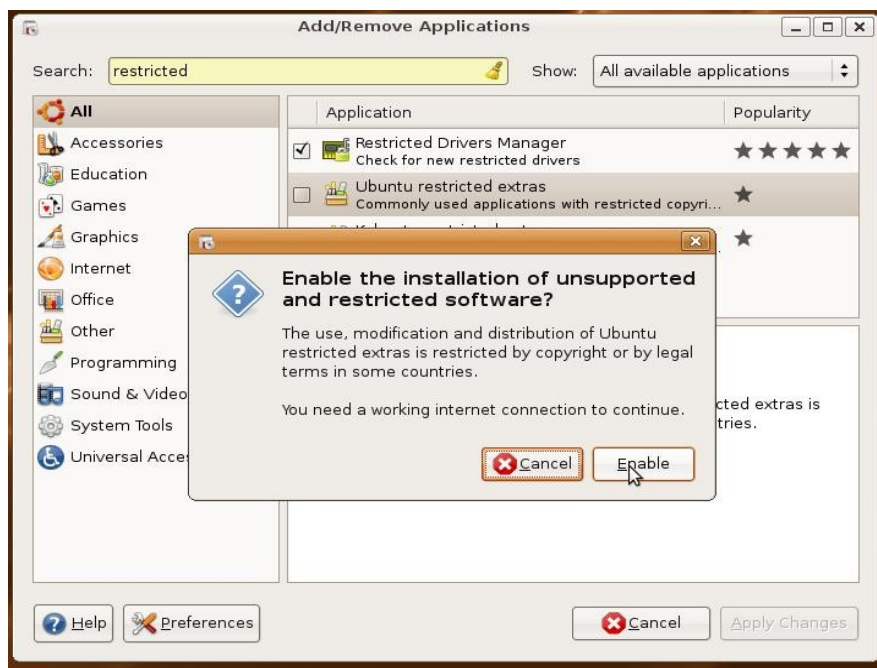 Add/Remove Applications
Search: restricted Show: All available applications
All
Accessories
Education
Games
Graphics
Internet
Office
Other
Programming
Sound & Video
System Tools
Universal Acce
Application Popularity
Restricted Drivers Manager
Check for new restricted drivers
Ubuntu restricted extras
Commonly used applications with restricted copyri...
Enable the installation of unsupported
and restricted software?
The use, modification and distribution of Ubuntu
restricted extras is restricted by copyright or by legal
terms in some countries.
You need a working internet connection to continue.
Cancel Enable
cted extras is
tries.
Help Preferences Cancel Apply Changes